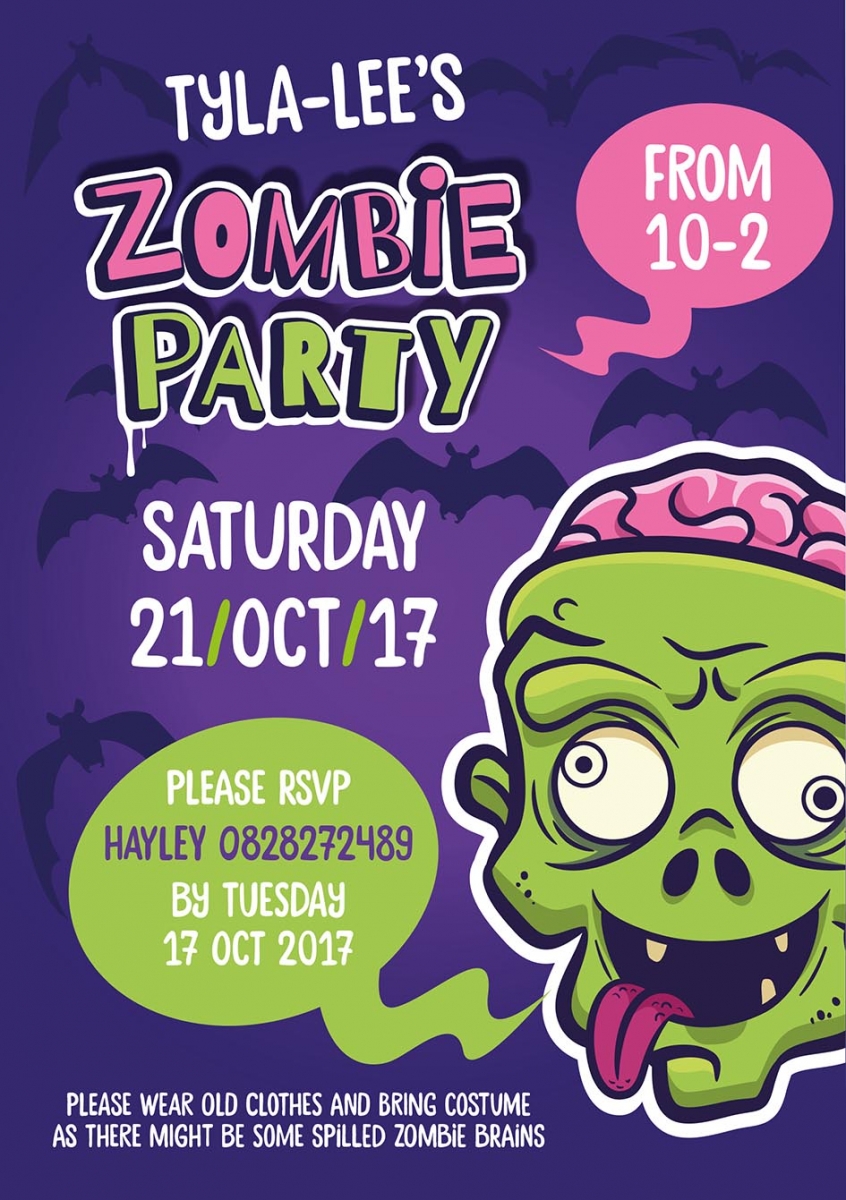 TYLA-LEE'S
ZOMBiE
PARTY
FROM
10-2
SATURDAY
21/OCT/17
PLEASE RSVP
HAYLEY 0828272489
BY TUESDAY
17 OCT 2017
PLEASE WEAR OLD CLOTHES AND BRING COSTUME
AS THERE MIGHT BE SOME SPiLLED ZOMBiE BRAiNS